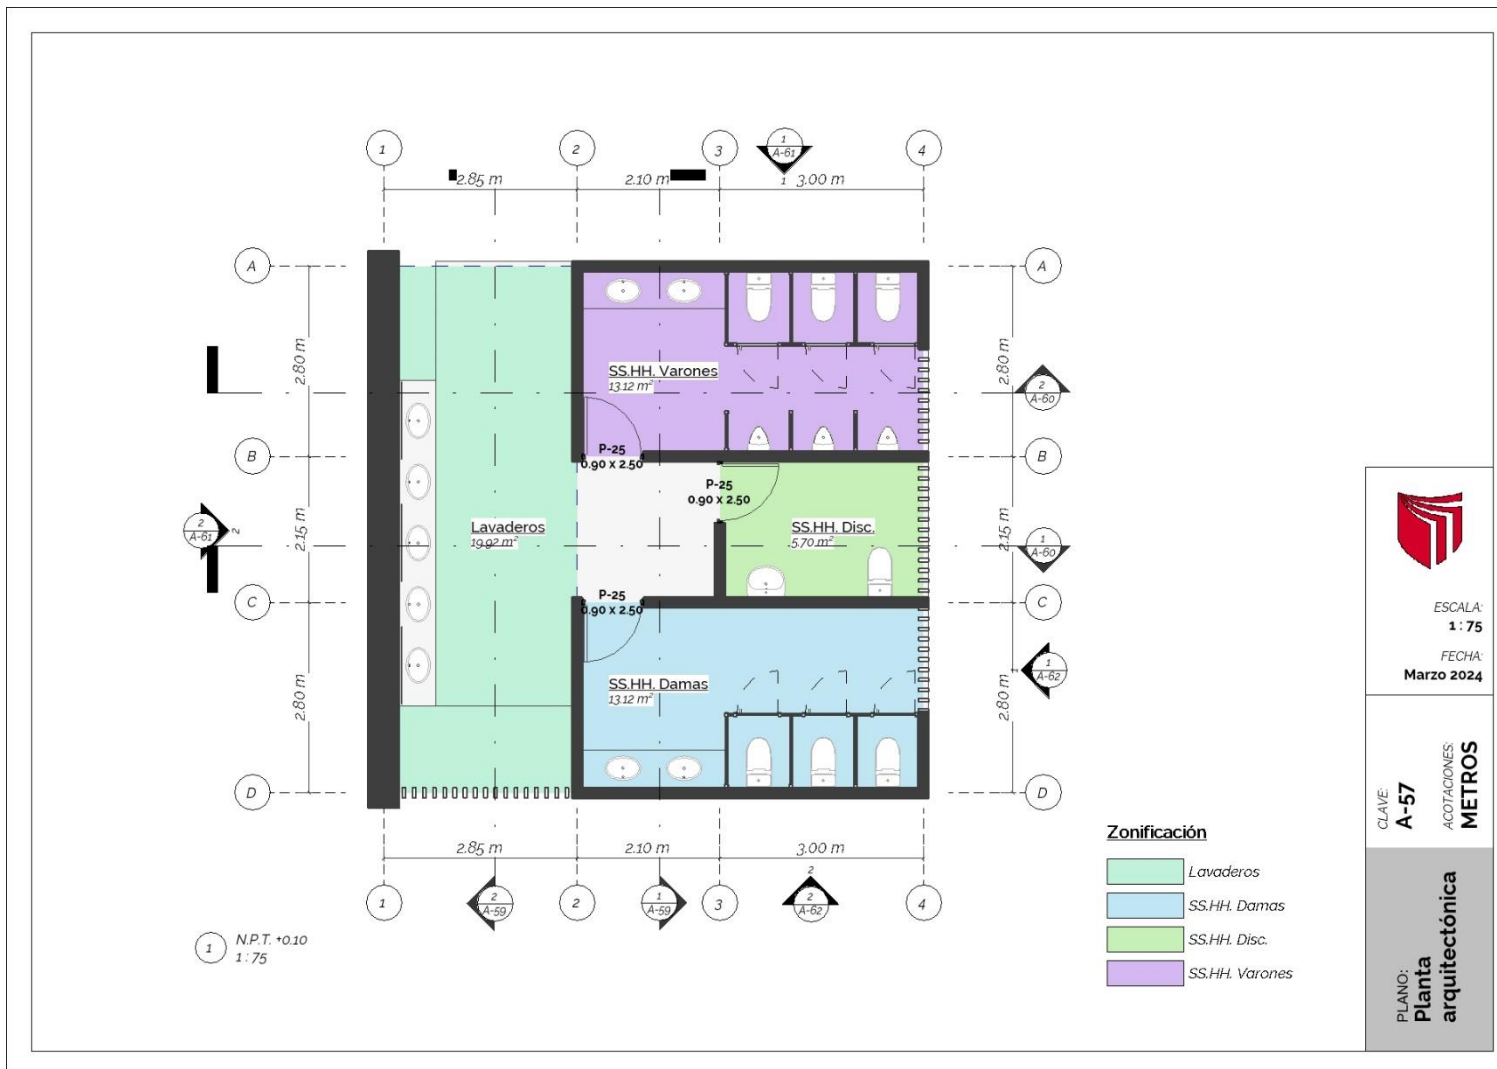 1
2
3
1
A-61
4
2.85 m
2.10 m
1
3.00 m
A
A
2.80 m
2.80 m
SS.HH. Varones
13.12 m²
2
A-60
B
B
P-25
0.90 x 2.50
P-25
0.90 x 2.50
2
A-61
2
Lavaderos
19.92 m²
SS.HH. Disc.
5.70 m²
2.15 m
2.15 m
1
A-60
C
C
P-25
0.90 x 2.50
SS.HH. Damas
13.12 m²
2.80 m
2.80 m
1
1
A-62
D
D
2.85 m
2.10 m
3.00 m
1
2
A-59
2
1
A-59
3
2
2
A-62
4
1
N.P.T. +0.10
1 : 75
Zonificación
Lavaderos
SS.HH. Damas
SS.HH. Disc.
SS.HH. Varones
ESCALA:
1 : 75
FECHA:
Marzo 2024
CLAVE:
A-57
ACOTACIONES:
METROS
PLANO:
Planta
arquitectónica